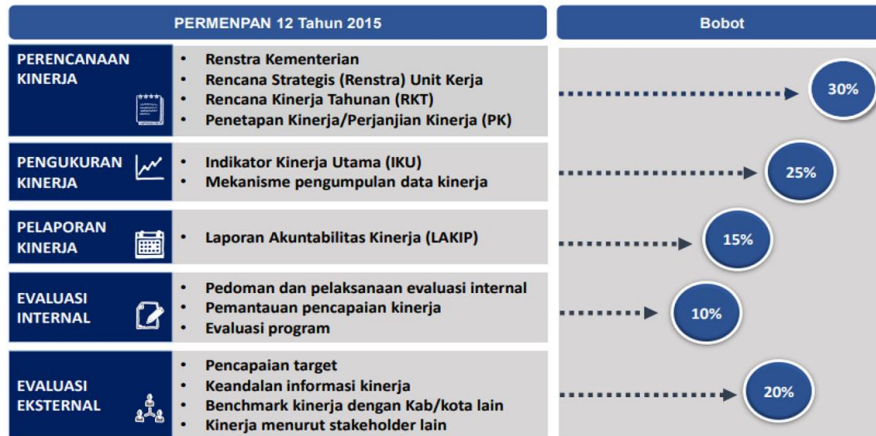 PERMENPAN 12 Tahun 2015
Bobot
PERENCANAAN
KINERJA
• Renstra Kementerian
• Rencana Strategis (Renstra) Unit Kerja
• Rencana Kinerja Tahunan (RKT)
• Penetapan Kinerja/Perjanjian Kinerja (PK)
30%
PENGUKURAN
KINERJA
• Indikator Kinerja Utama (IKU)
• Mekanisme pengumpulan data kinerja
25%
PELAPORAN
KINERJA
• Laporan Akuntabilitas Kinerja (LAKIP)
15%
EVALUASI
INTERNAL
• Pedoman dan pelaksanaan evaluasi internal
• Pemantauan pencapaian kinerja
• Evaluasi program
10%
EVALUASI
EKSTERNAL
• Pencapaian target
• Keandalan informasi kinerja
• Benchmark kinerja dengan Kab/kota lain
• Kinerja menurut stakeholder lain
20%